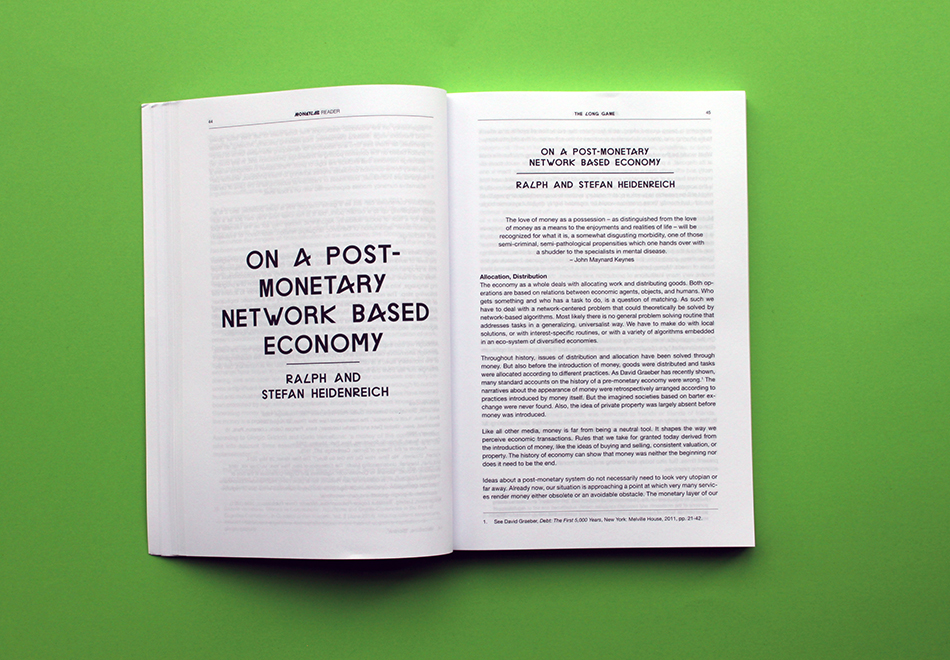 44
MONEYLAB READER
ON A POST-
MONETARY
NETWORK BASED
ECONOMY
RALPH AND
STEFAN HEIDENREICH
THE LONG GAME
45
ON A POST-MONETARY
NETWORK BASED ECONOMY
RALPH AND STEFAN HEIDENREICH
The love of money as a possession – as distinguished from the love
of money as a means to the enjoyments and realities of life – will be
recognized for what it is, a somewhat disgusting morbidity, one of those
semi-criminal, semi-pathological propensities which one hands over with
a shudder to the specialists in mental disease.
– John Maynard Keynes
Allocation, Distribution
The economy as a whole deals with allocating work and distributing goods. Both op-
erations are based on relations between economic agents, objects, and humans. Who
gets something and who has a task to do, is a question of matching. As such we
have to deal with a network-centered problem that could theoretically be solved by
network-based algorithms. Most likely there is no general problem solving routine that
addresses tasks in a generalizing, universalist way. We have to make do with local
solutions, or with interest-specific routines, or with a variety of algorithms embedded
in an eco-system of diversified economies.
Throughout history, issues of distribution and allocation have been solved through
money. But also before the introduction of money, goods were distributed and tasks
were allocated according to different practices. As David Graeber has recently shown,
many standard accounts on the history of a pre-monetary economy were wrong.¹ The
narratives about the appearance of money were retrospectively arranged according to
practices introduced by money itself. But the imagined societies based on barter ex-
change were never found. Also, the idea of private property was largely absent before
money was introduced.
Like all other media, money is far from being a neutral tool. It shapes the way we
perceive economic transactions. Rules that we take for granted today derived from
the introduction of money, like the ideas of buying and selling, consistent valuation, or
property. The history of economy can show that money was neither the beginning nor
does it need to be the end.
Ideas about a post-monetary system do not necessarily need to look very utopian or
far away. Already now, our situation is approaching a point at which very many servic-
es render money either obsolete or an avoidable obstacle. The monetary layer of our
1. See David Graeber, Debt: The First 5,000 Years, New York: Melville House, 2011, pp. 21-42.